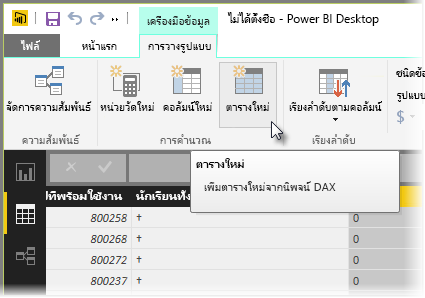 เครื่องมือข้อมูล
ไม่ได้ตั้งชื่อ - Power BI Desktop
ไฟล์
หน้าแรก
การวางรูปแบบ
จัดการความสัมพันธ์
หน่วยวัดใหม่
คอลัมน์ใหม่
ตารางใหม่
เรียงลำดับตามคอลัมน์
ชนิดข้อ
รูปแบบ
$
ความสัมพันธ์
การคำนวณ
เรียงลำดับ
ตารางใหม่
เพิ่มตารางใหม่จากนิพจน์ DAX
ปีที่พร้อมใช้งาน
นักเรียนทั้ง
800258 † 0
800268 † 0
800272 † 0
800237 † 0